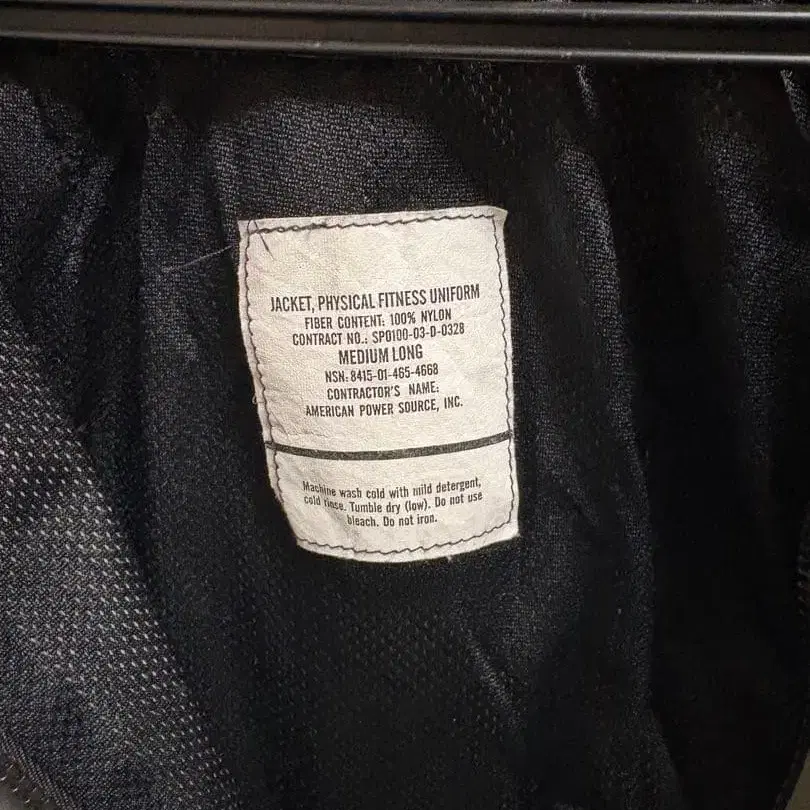 JACKET, PHYSICAL FITNESS UNIFORM
FIBER CONTENT: 100% NYLON
CONTRACT NO.: SPO100-03-D-0328
MEDIUM LONG
NSN: 8415-01-465-4668
CONTRACTOR'S NAME:
AMERICAN POWER SOURCE, INC.
Machine wash cold with mild detergent,
cold rinse. Tumble dry (low). Do not use
bleach. Do not iron.